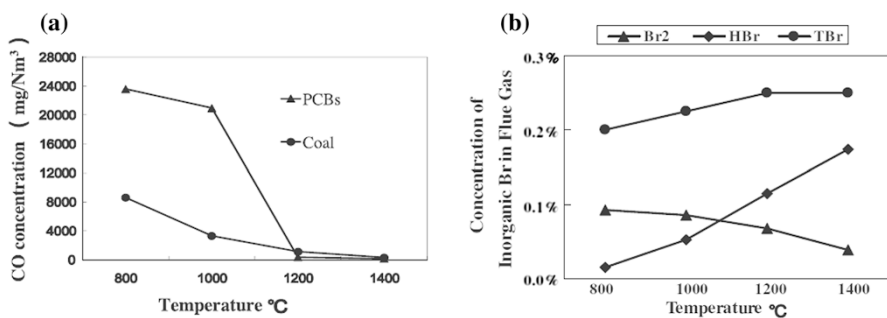 (a)
CO concentration ( mg/Nm³ )
28000
24000
20000
16000
12000
8000
4000
0
PCBs
Coal
800 1000 1200 1400
Temperature ℃
(b)
Br2 HBr TBr
Concentration of
Inorganic Br in Flue Gas
0.3%
0.2%
0.1%
0.0%
800 1000 1200 1400
Temperature ℃